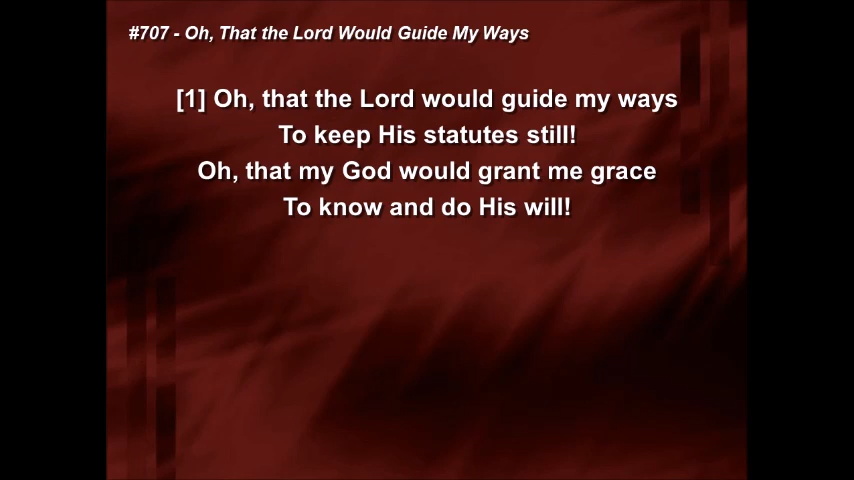 #707 - Oh, That the Lord Would Guide My Ways
[1] Oh, that the Lord would guide my ways
To keep His statutes still!
Oh, that my God would grant me grace
To know and do His will!